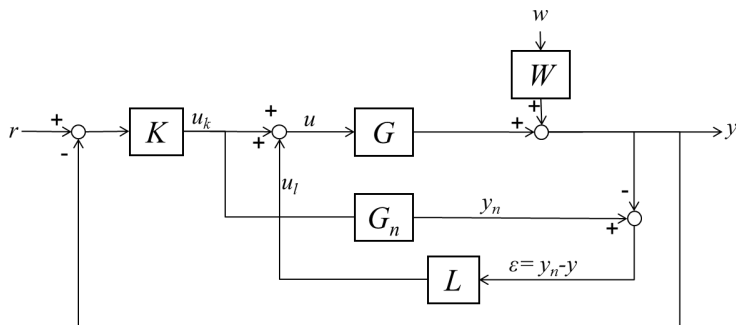 w
W
+
+
+
+
r
-
K
u_k
+
u
G
+
y
-
u_l
G_n
y_n
+
L
ε= y_n-y